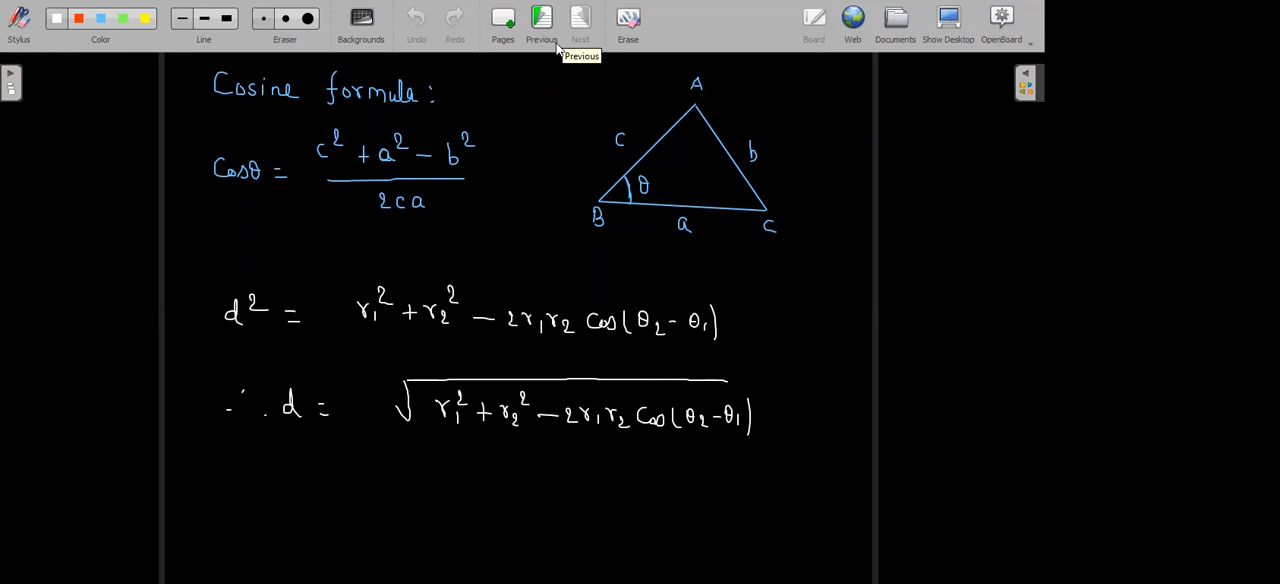 Stylus Color Line Eraser Backgrounds Undo Redo Pages Previous Next Erase Board Web Documents Show Desktop OpenBoard
Previous
Cosine formula:
A
c
b
Cosθ = c² + a² - b² / 2ca
θ
B
a
C
d² = r₁² + r₂² - 2r₁r₂ Cos(θ₂ - θ₁)
∴ d = √r₁² + r₂² - 2r₁r₂ Cos(θ₂ - θ₁)